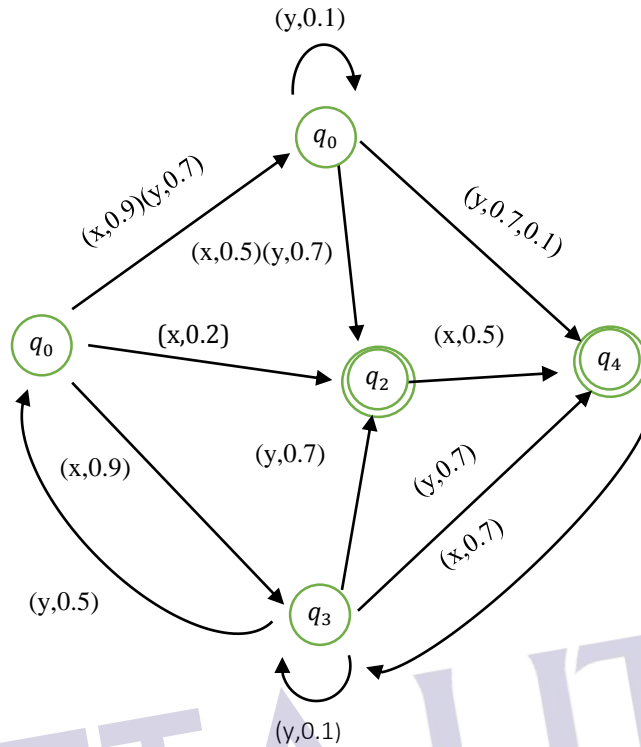 (y,0.1)
q₀
(x,0.9)(y,0.7)
(y,0.7,0.1)
(x,0.5)(y,0.7)
q₀
(x,0.2)
(x,0.5)
q₂
q₄
(x,0.9)
(y,0.7)
(y,0.7)
(x,0.7)
(y,0.5)
q₃
(y,0.1)